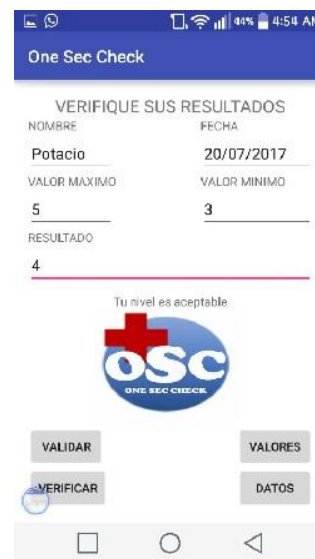 44% 4:54 AM
One Sec Check
VERIFIQUE SUS RESULTADOS
NOMBRE FECHA
Potacio 20/07/2017
VALOR MAXIMO VALOR MINIMO
5 3
RESULTADO
4
Tu nivel es aceptable
OSC
ONE SEC CHECK
VALIDAR VALORES
VERIFICAR DATOS